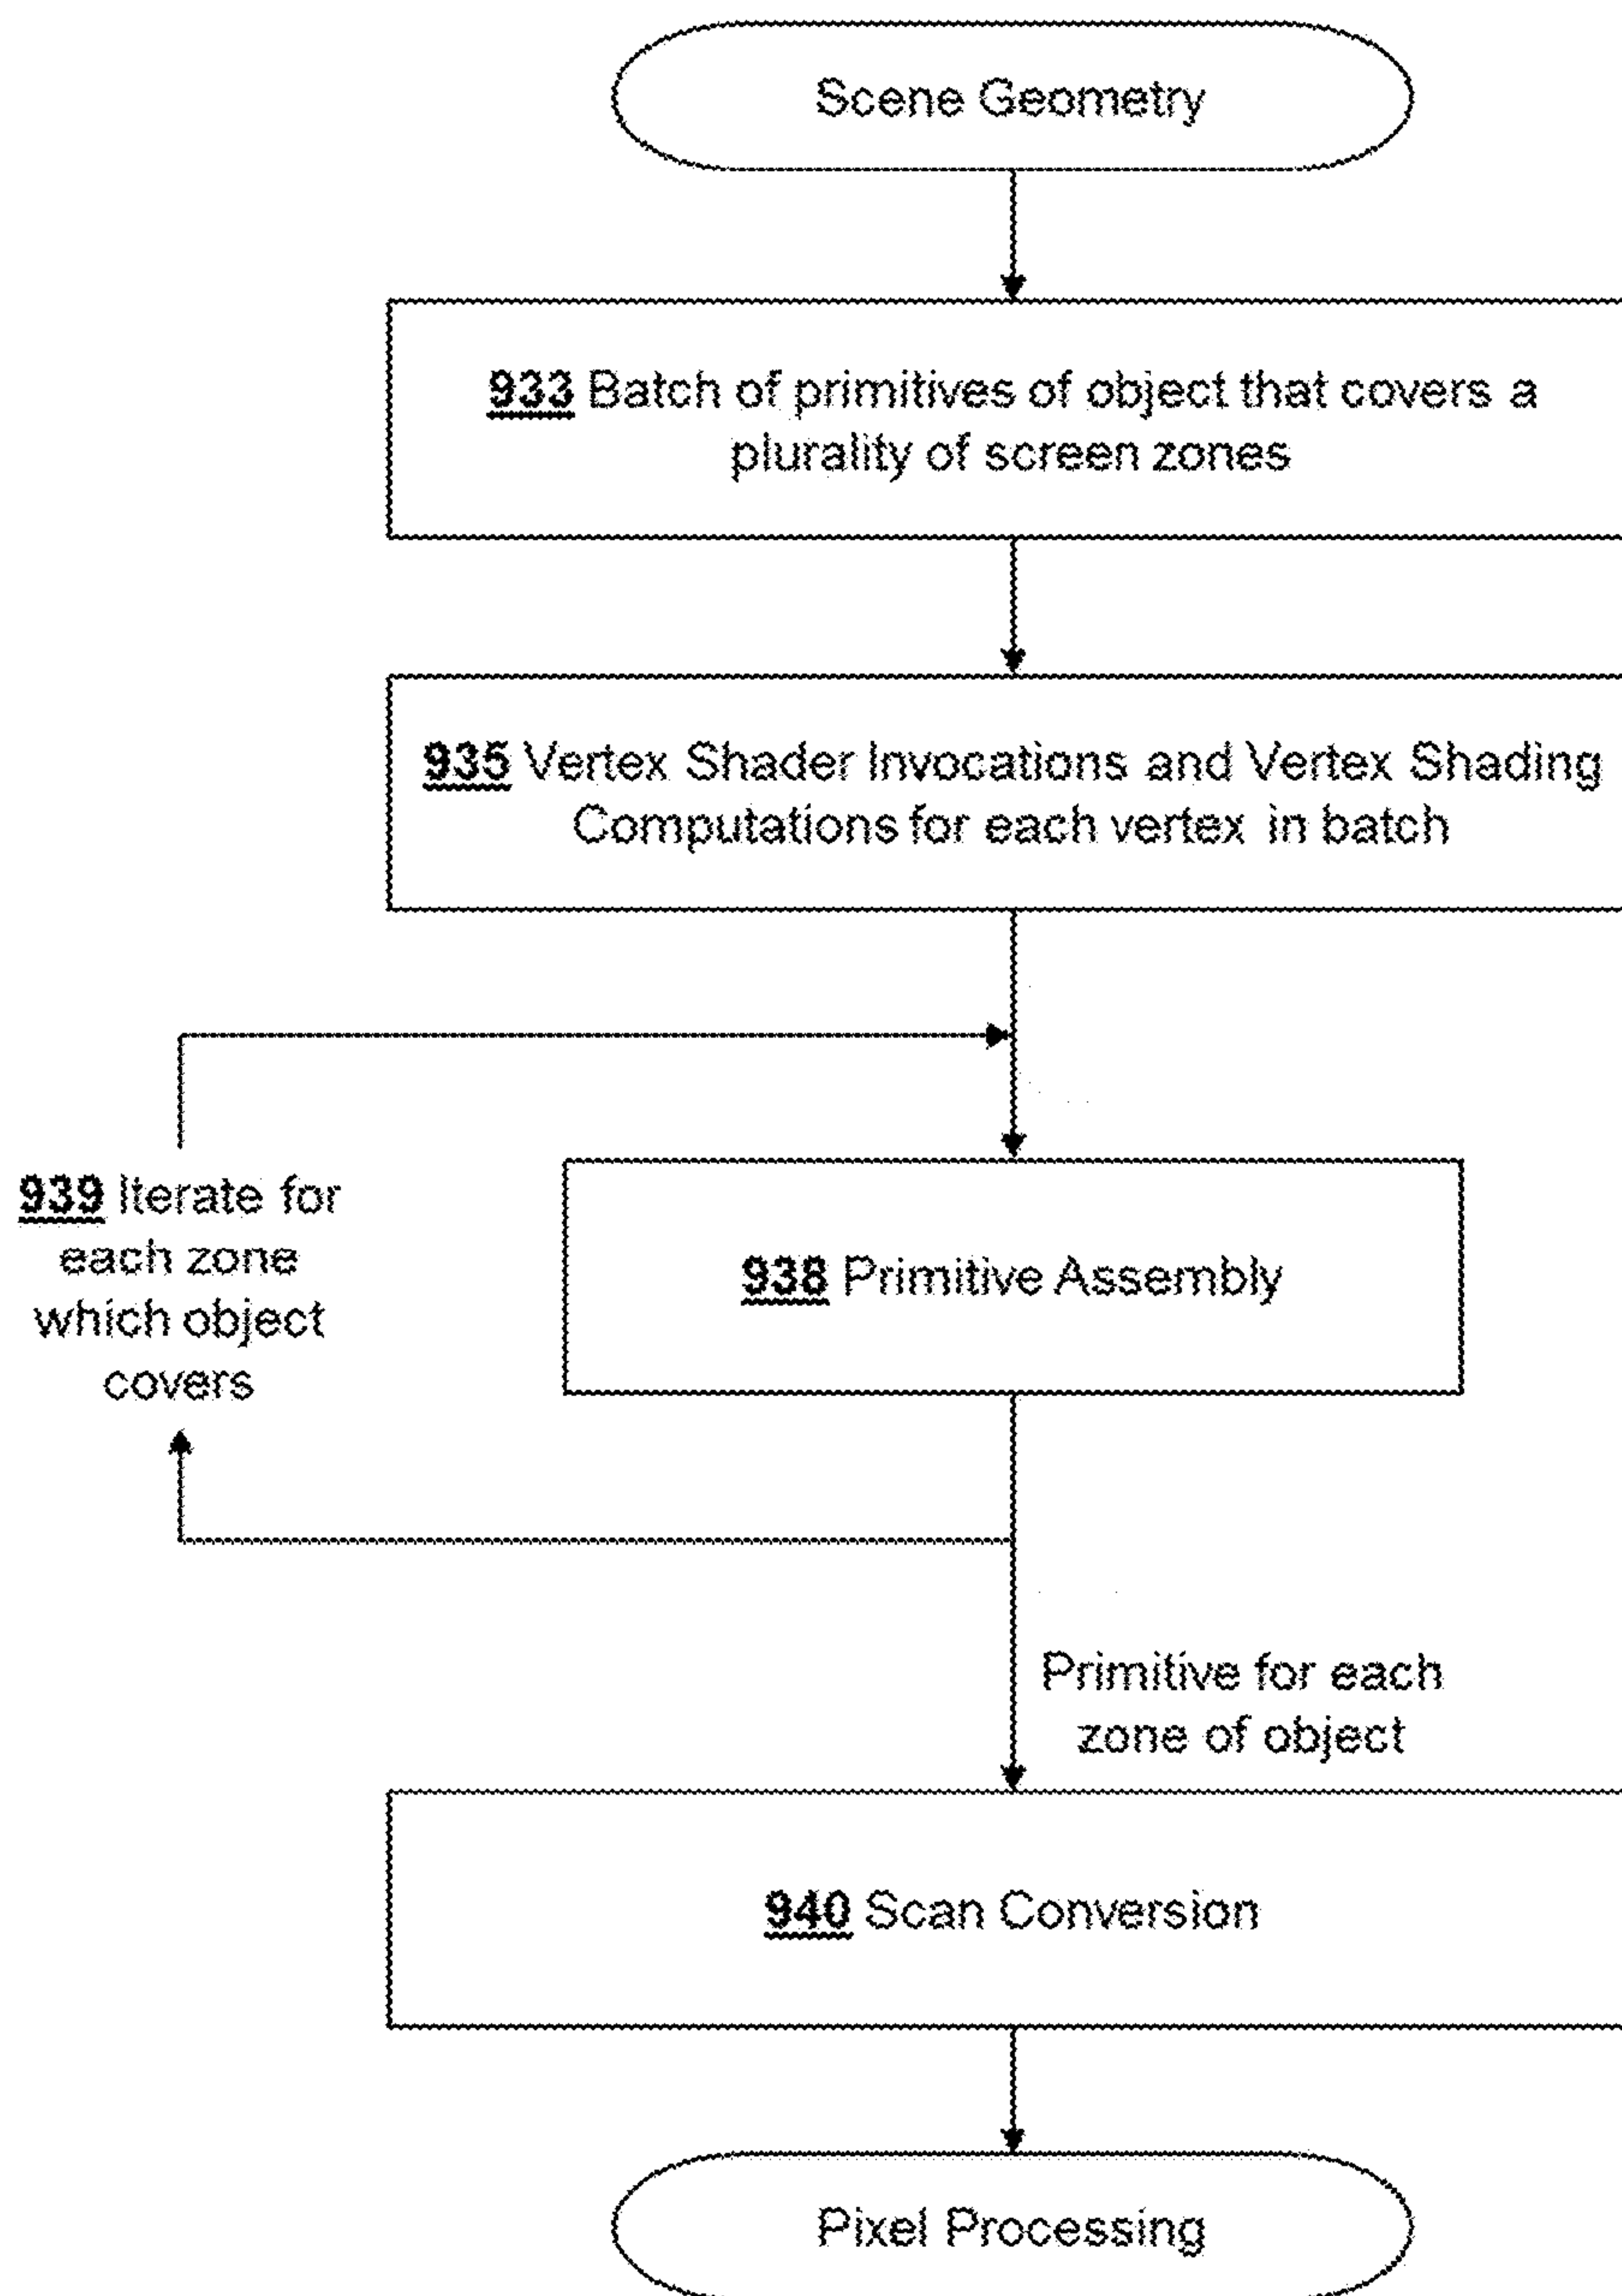 Scene Geometry
933 Batch of primitives of object that covers a
plurality of screen zones
935 Vertex Shader Invocations and Vertex Shading
Computations for each vertex in batch
939 Iterate for
each zone
which object
covers
938 Primitive Assembly
Primitive for each
zone of object
940 Scan Conversion
Pixel Processing